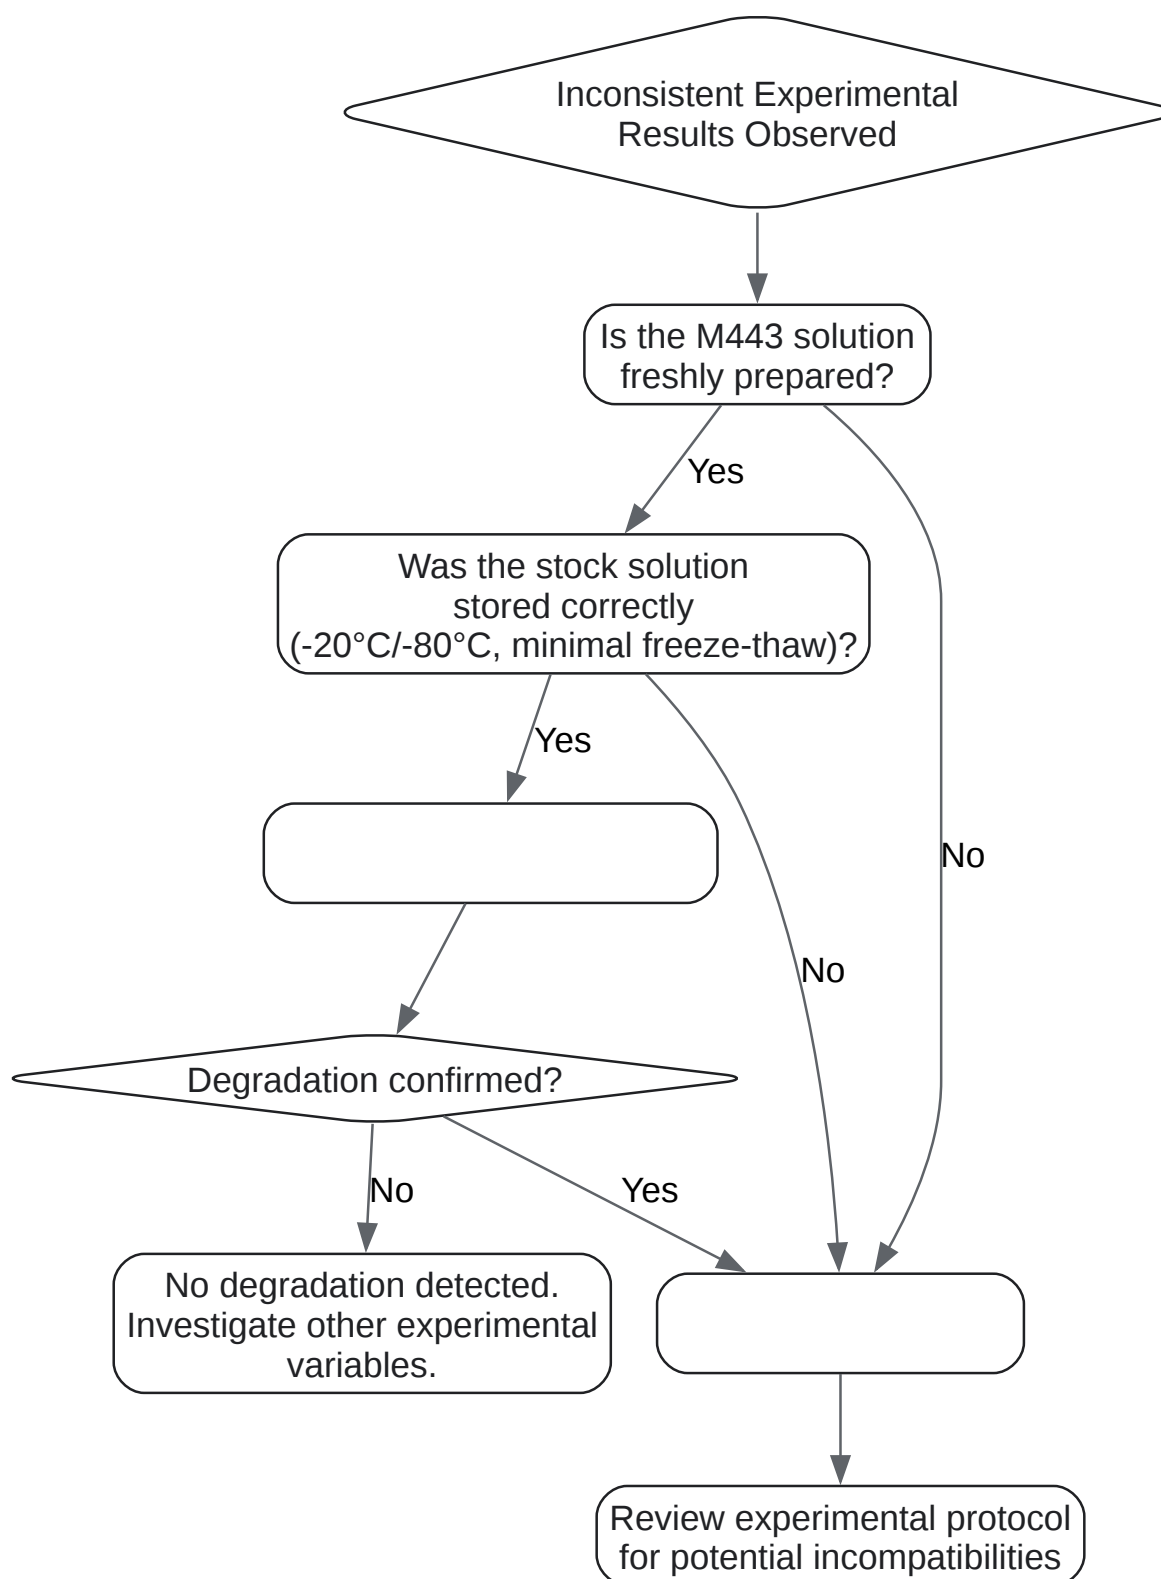 Inconsistent Experimental
Results Observed
Is the M443 solution
freshly prepared?
Yes
Was the stock solution
stored correctly
(-20°C/-80°C, minimal freeze-thaw)?
Yes
No
No
Degradation confirmed?
No
Yes
No degradation detected.
Investigate other experimental
variables.
Review experimental protocol
for potential incompatibilities